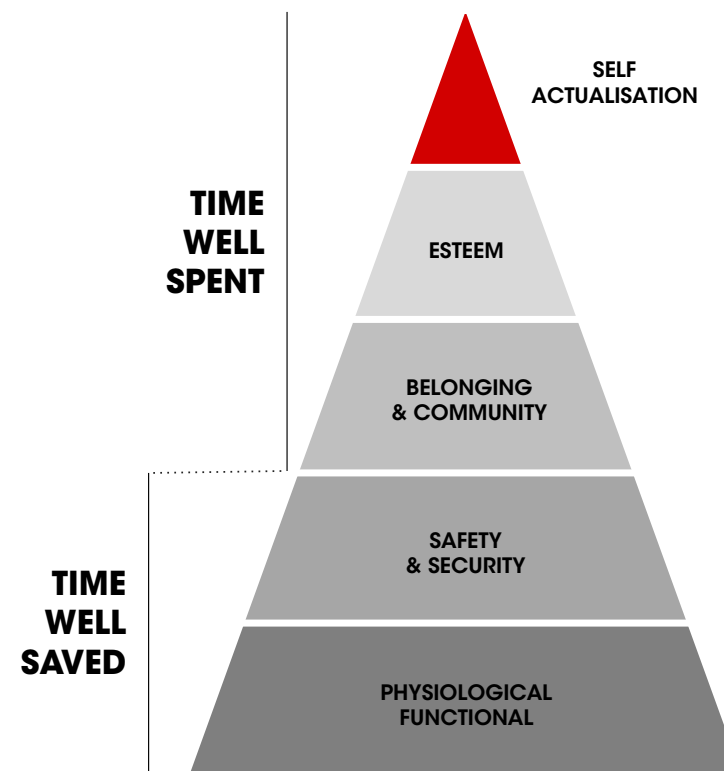 SELF
ACTUALISATION
TIME
WELL
SPENT
ESTEEM
BELONGING
& COMMUNITY
SAFETY
& SECURITY
TIME
WELL
SAVED
PHYSIOLOGICAL
FUNCTIONAL